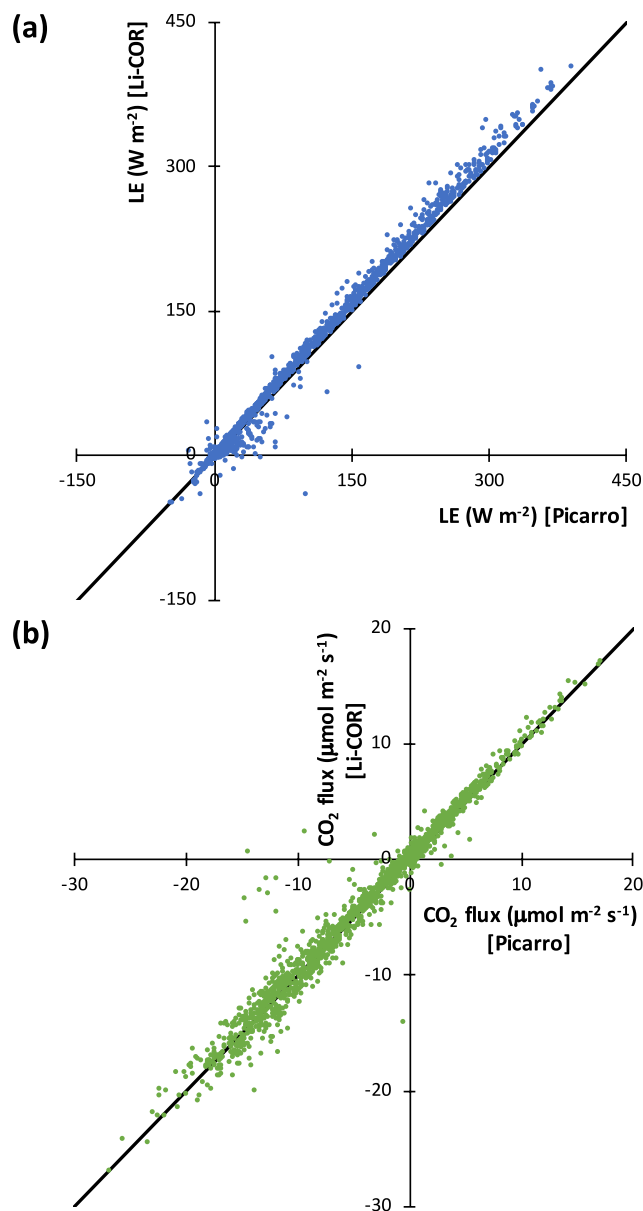 (a)
450
300
150
0
-150
LE (W m⁻²) [Li-COR]
-150
0
150
300
450
LE (W m⁻²) [Picarro]
(b)
20
10
0
-10
-20
-30
CO₂ flux (μmol m⁻² s⁻¹)
[Li-COR]
-30
-20
-10
0
10
20
CO₂ flux (μmol m⁻² s⁻¹)
[Picarro]